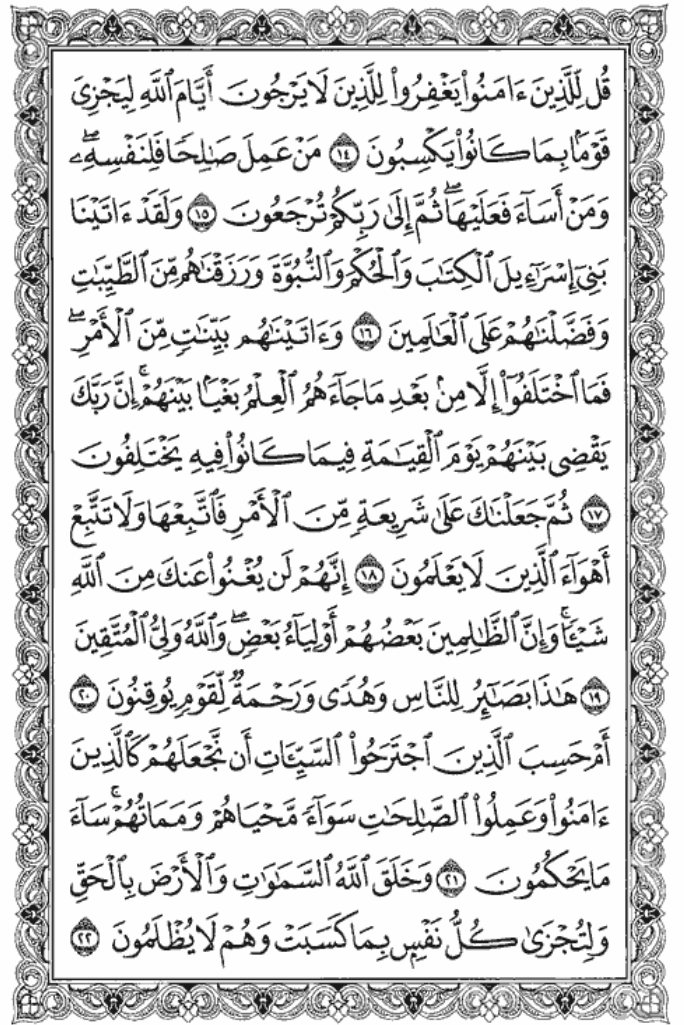 قُل لِّلَّذِينَ ءَامَنُوا۟ يَغْفِرُوا۟ لِلَّذِينَ لَا يَرْجُونَ أَيَّامَ ٱللَّهِ لِيَجْزِىَ
قَوْمًۢا بِمَا كَانُوا۟ يَكْسِبُونَ ١٤ مَنْ عَمِلَ صَـٰلِحًا فَلِنَفْسِهِۦۖ
وَمَنْ أَسَآءَ فَعَلَيْهَاۖ ثُمَّ إِلَىٰ رَبِّكُمْ تُرْجَعُونَ ١٥ وَلَقَدْ ءَاتَيْنَا
بَنِىٓ إِسْرَٰٓءِيلَ ٱلْكِتَـٰبَ وَٱلْحُكْمَ وَٱلنُّبُوَّةَ وَرَزَقْنَـٰهُم مِّنَ ٱلطَّيِّبَـٰتِ
وَفَضَّلْنَـٰهُمْ عَلَى ٱلْعَـٰلَمِينَ ١٦ وَءَاتَيْنَـٰهُم بَيِّنَـٰتٍ مِّنَ ٱلْأَمْرِۖ
فَمَا ٱخْتَلَفُوٓا۟ إِلَّا مِنۢ بَعْدِ مَا جَآءَهُمُ ٱلْعِلْمُ بَغْيًۢا بَيْنَهُمْۚ إِنَّ رَبَّكَ
يَقْضِى بَيْنَهُمْ يَوْمَ ٱلْقِيَـٰمَةِ فِيمَا كَانُوا۟ فِيهِ يَخْتَلِفُونَ
١٧ ثُمَّ جَعَلْنَـٰكَ عَلَىٰ شَرِيعَةٍ مِّنَ ٱلْأَمْرِ فَٱتَّبِعْهَا وَلَا تَتَّبِعْ
أَهْوَآءَ ٱلَّذِينَ لَا يَعْلَمُونَ ١٨ إِنَّهُمْ لَن يُغْنُوا۟ عَنكَ مِنَ ٱللَّهِ
شَيْـًٔاۚ وَإِنَّ ٱلظَّـٰلِمِينَ بَعْضُهُمْ أَوْلِيَآءُ بَعْضٍۖ وَٱللَّهُ وَلِىُّ ٱلْمُتَّقِينَ
١٩ هَـٰذَا بَصَـٰٓئِرُ لِلنَّاسِ وَهُدًى وَرَحْمَةٌ لِّقَوْمٍ يُوقِنُونَ ٢٠
أَمْ حَسِبَ ٱلَّذِينَ ٱجْتَرَحُوا۟ ٱلسَّيِّـَٔاتِ أَن نَّجْعَلَهُمْ كَٱلَّذِينَ
ءَامَنُوا۟ وَعَمِلُوا۟ ٱلصَّـٰلِحَـٰتِ سَوَآءً مَّحْيَاهُمْ وَمَمَاتُهُمْۚ سَآءَ
مَا يَحْكُمُونَ ٢١ وَخَلَقَ ٱللَّهُ ٱلسَّمَـٰوَٰتِ وَٱلْأَرْضَ بِٱلْحَقِّ
وَلِتُجْزَىٰ كُلُّ نَفْسٍۭ بِمَا كَسَبَتْ وَهُمْ لَا يُظْلَمُونَ ٢٢